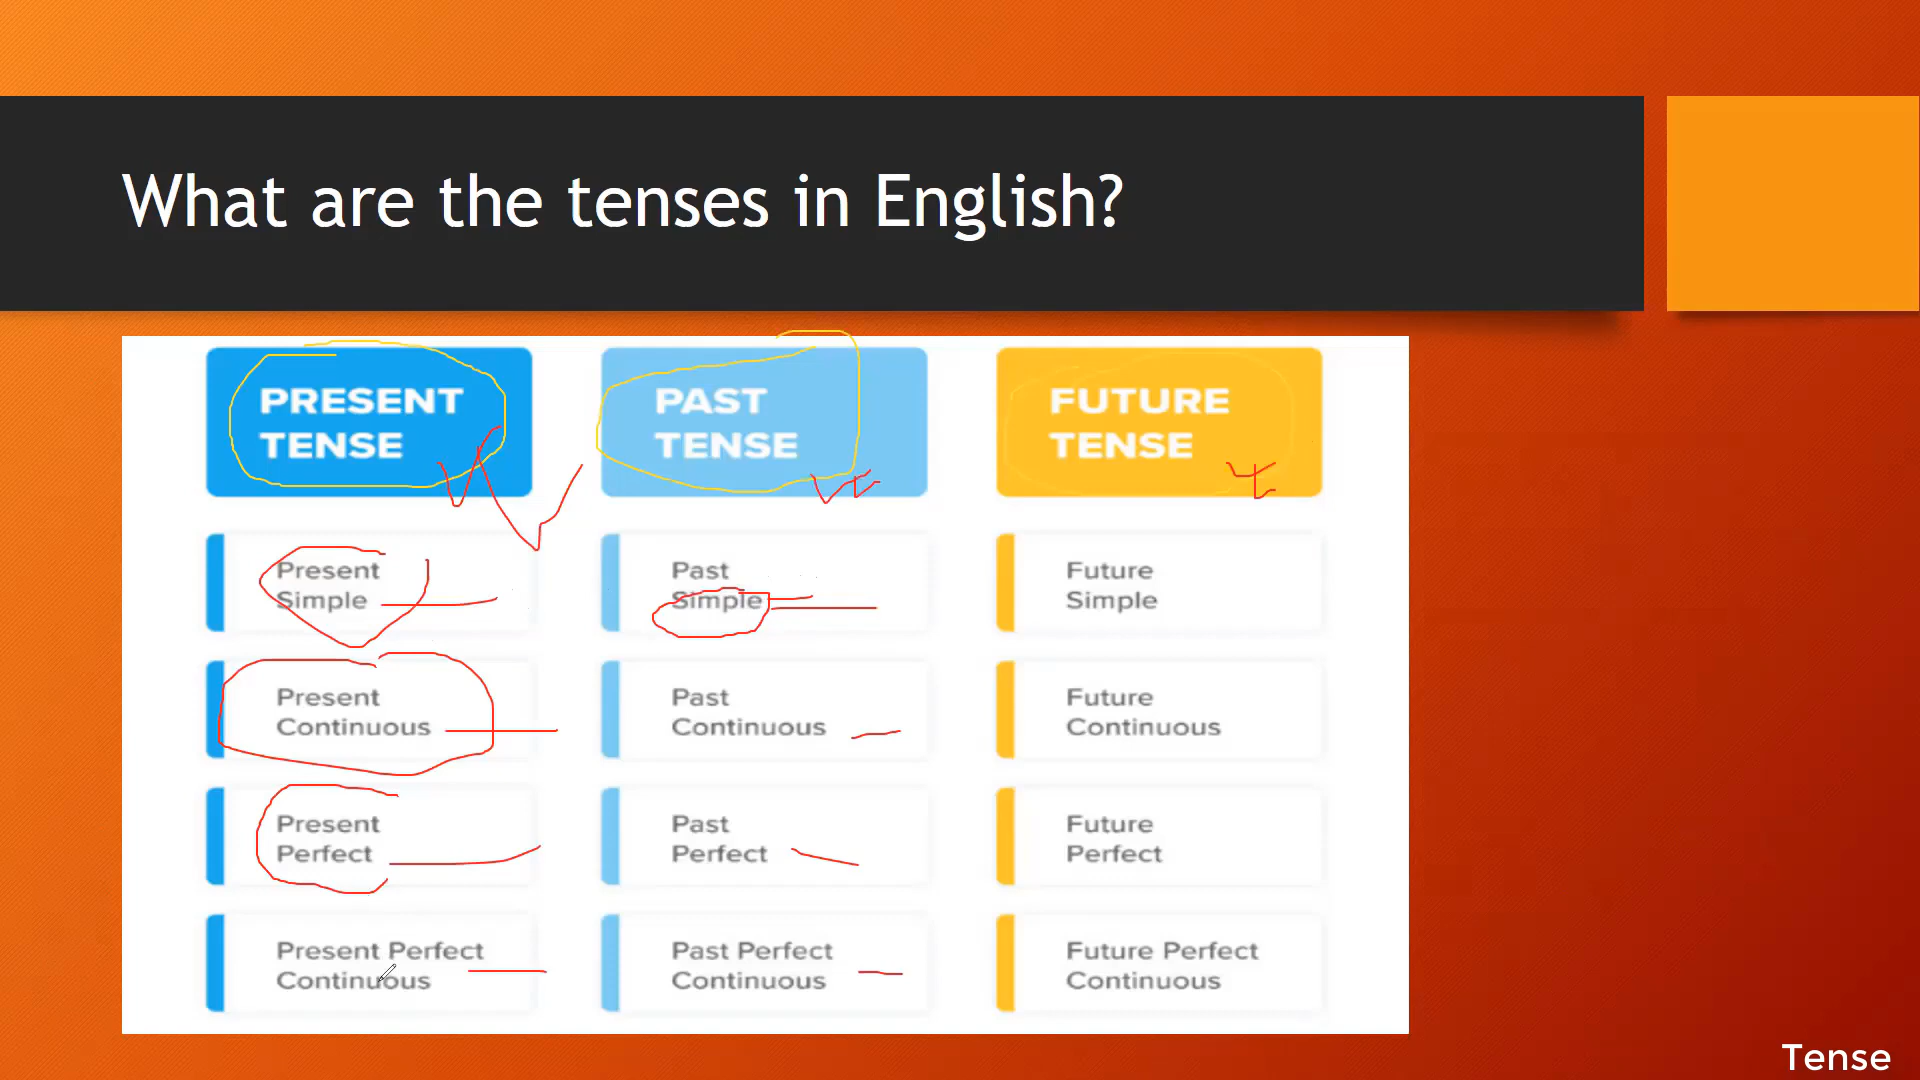 What are the tenses in English?
PRESENT
TENSE
PAST
TENSE
FUTURE
TENSE
Present
Simple
Past
Simple
Future
Simple
Present
Continuous
Past
Continuous
Future
Continuous
Present
Perfect
Past
Perfect
Future
Perfect
Present Perfect
Continuous
Past Perfect
Continuous
Future Perfect
Continuous
Tense